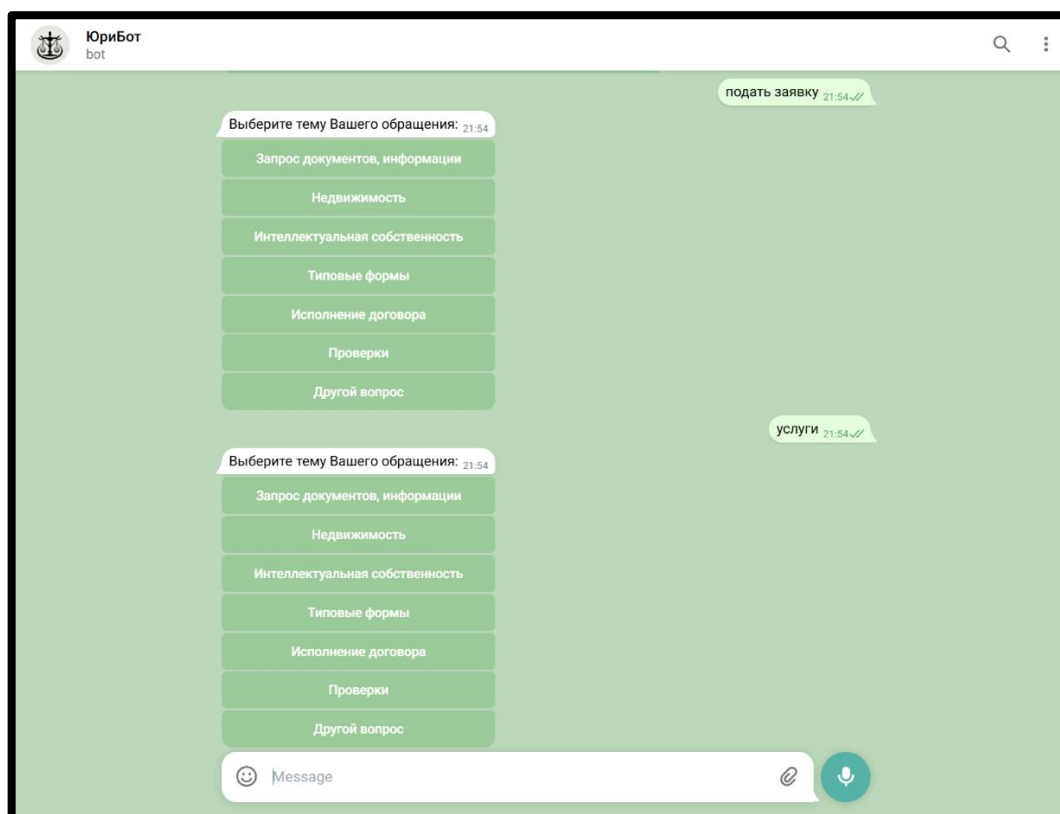 ЮриБот
bot
подать заявку 21:54
Выберите тему Вашего обращения: 21:54
Запрос документов, информации
Недвижимость
Интеллектуальная собственность
Типовые формы
Исполнение договора
Проверки
Другой вопрос
услуги 21:54
Выберите тему Вашего обращения: 21:54
Запрос документов, информации
Недвижимость
Интеллектуальная собственность
Типовые формы
Исполнение договора
Проверки
Другой вопрос
Message